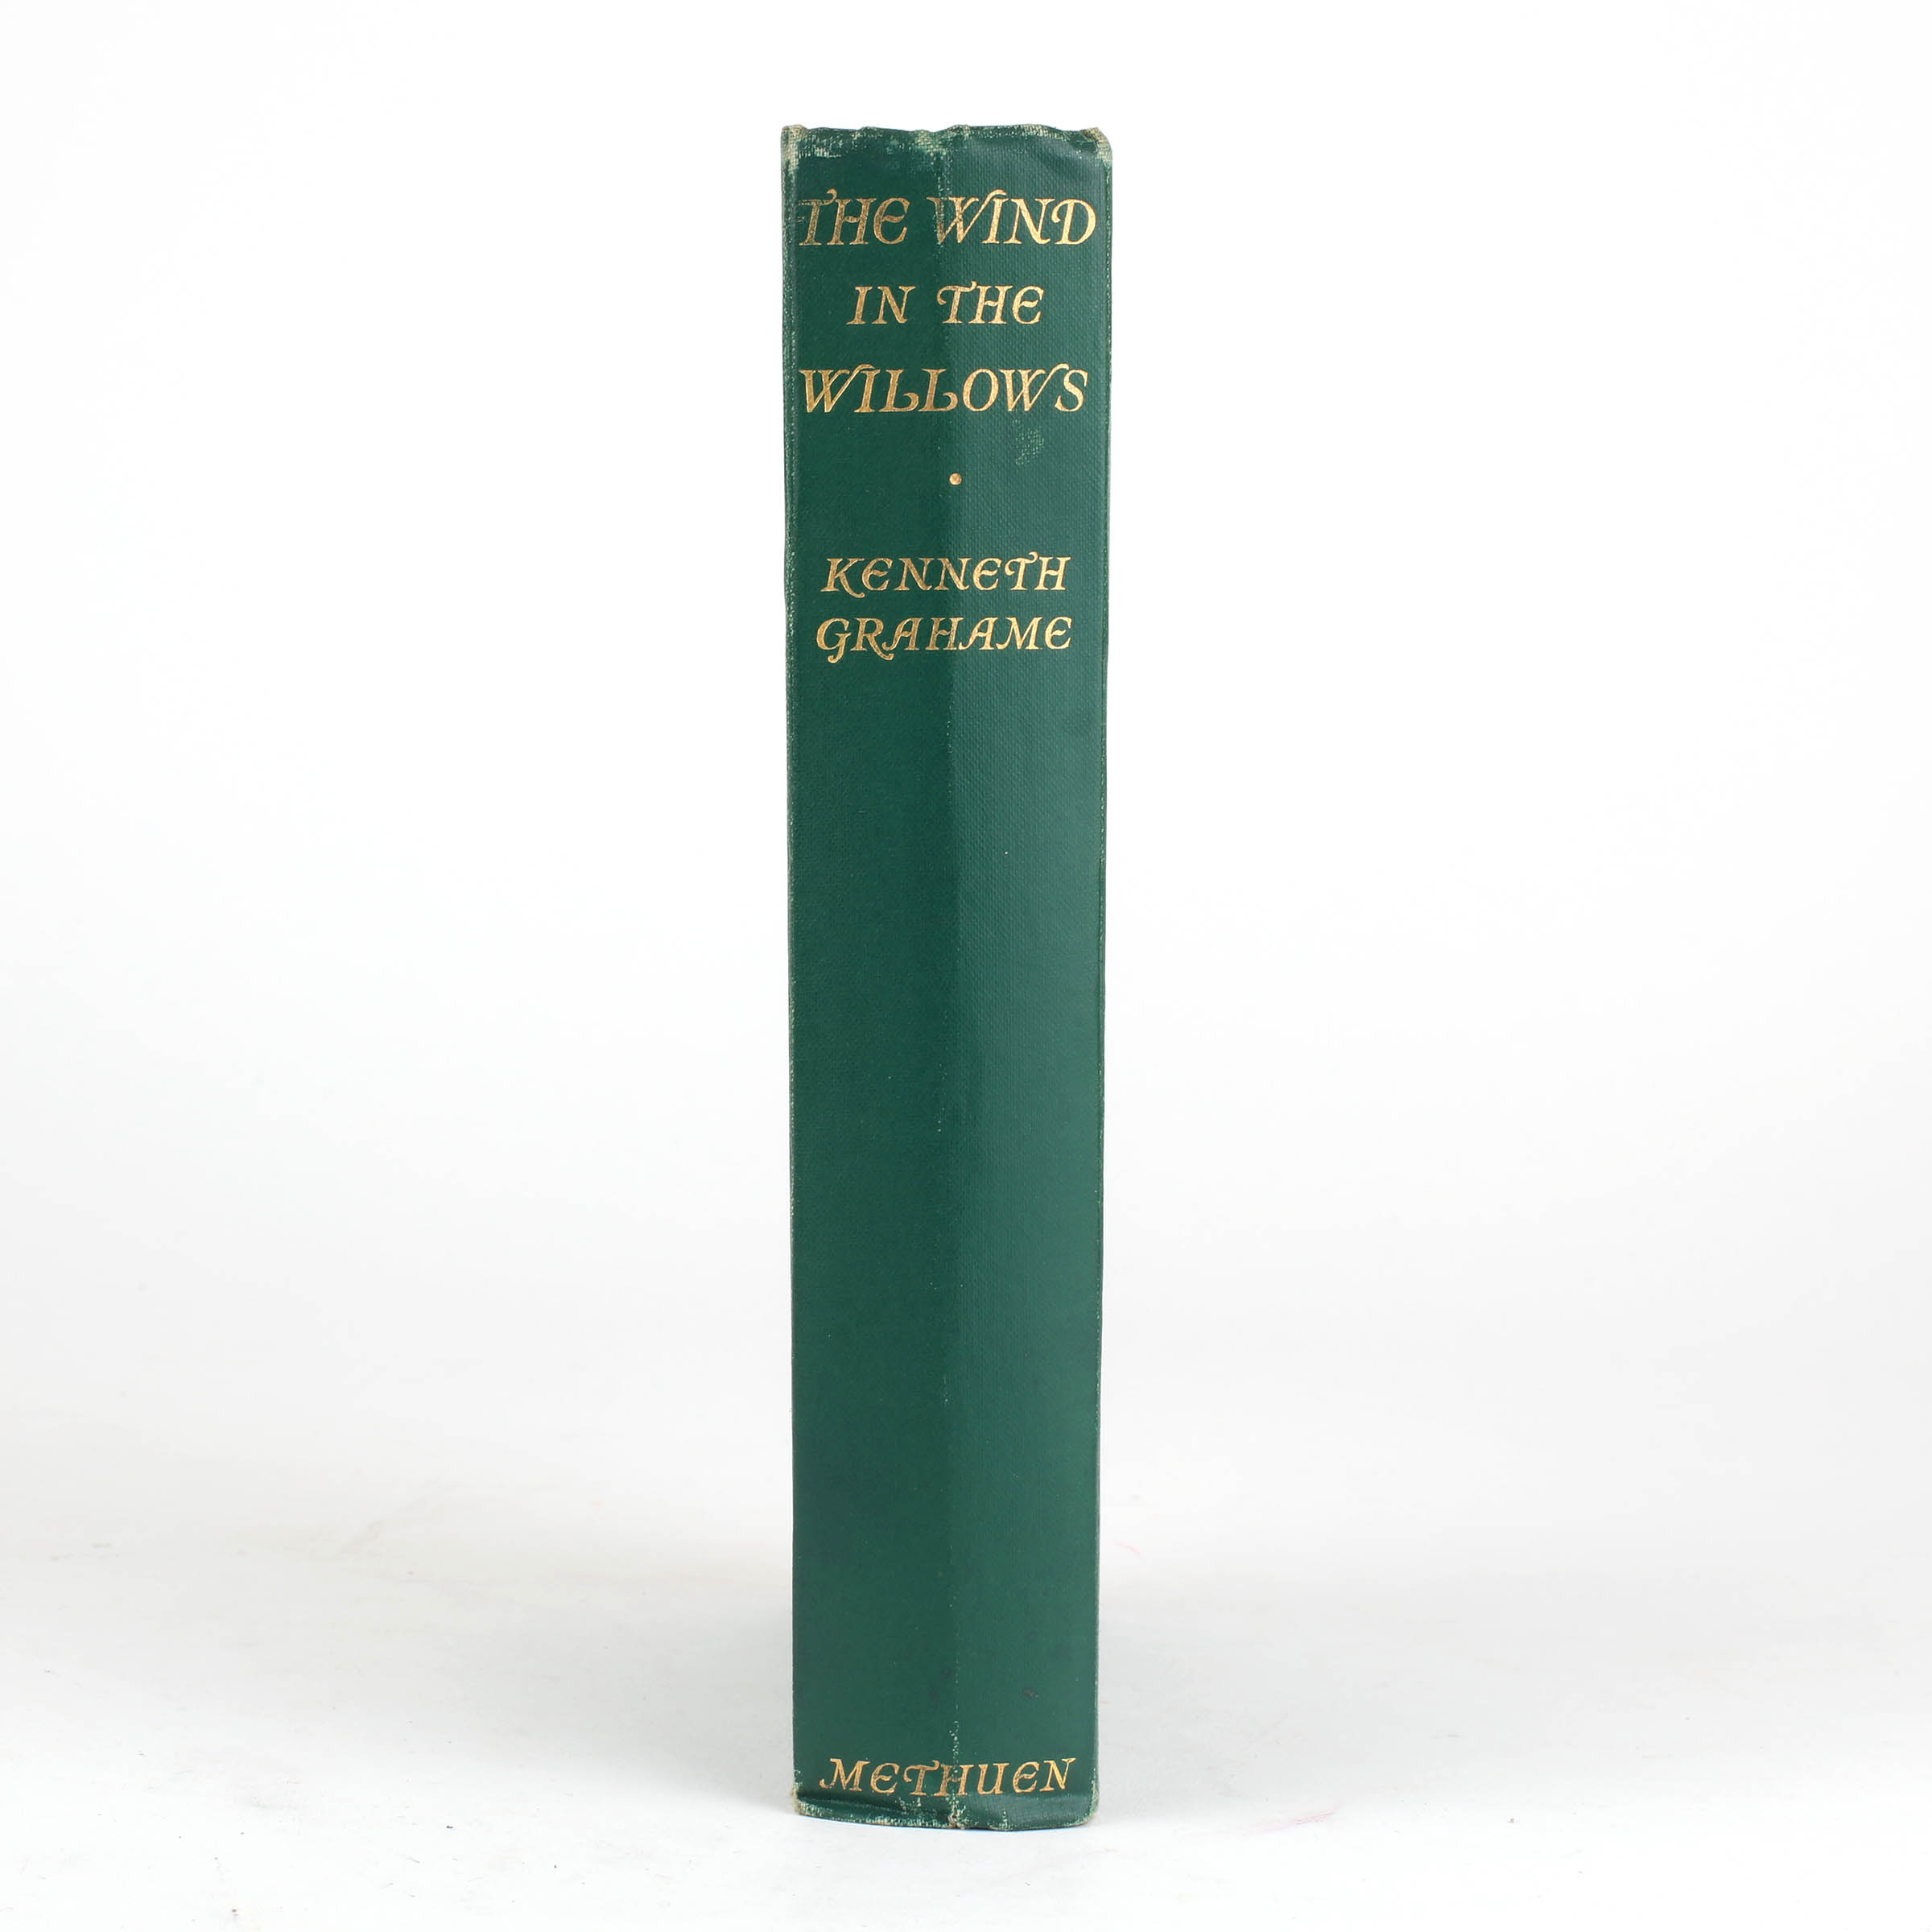 THE WIND
IN THE
WILLOWS
·
KENNETH
GRAHAME
METHUEN